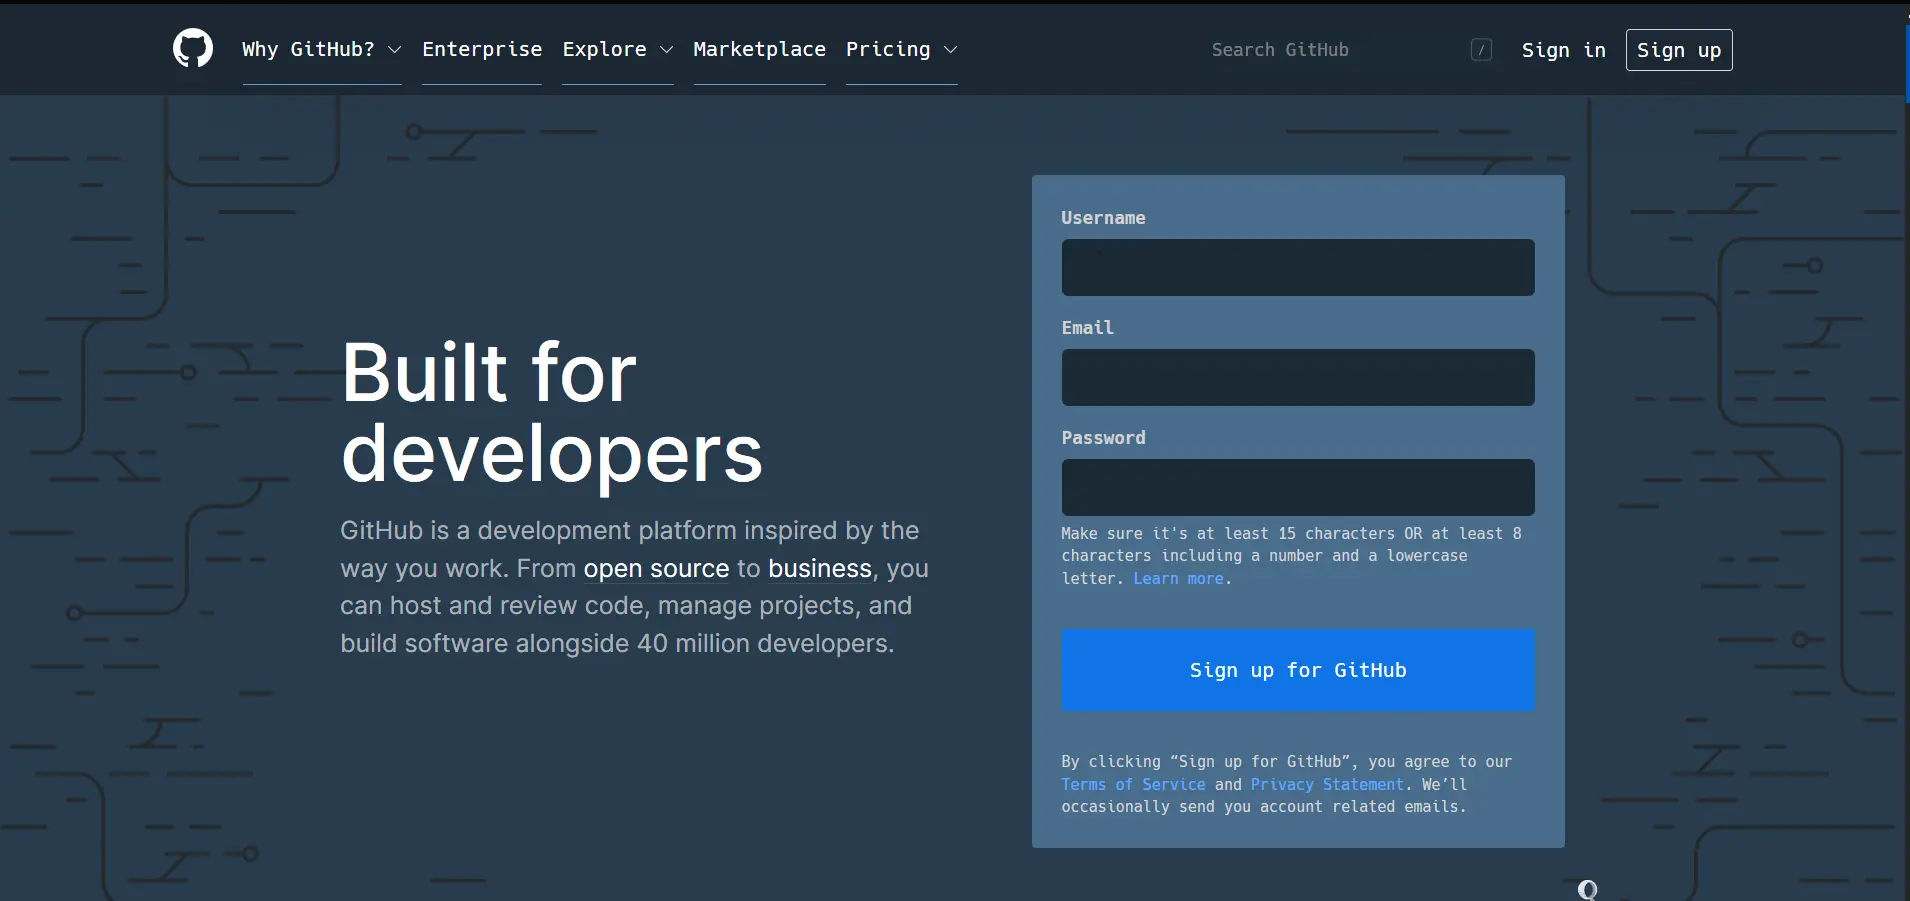 Why GitHub? Enterprise Explore Marketplace Pricing Search GitHub / Sign in Sign up
Built for
developers
GitHub is a development platform inspired by the
way you work. From open source to business, you
can host and review code, manage projects, and
build software alongside 40 million developers.
Username
Email
Password
Make sure it's at least 15 characters OR at least 8
characters including a number and a lowercase
letter. Learn more.
Sign up for GitHub
By clicking “Sign up for GitHub”, you agree to our
Terms of Service and Privacy Statement. We’ll
occasionally send you account related emails.